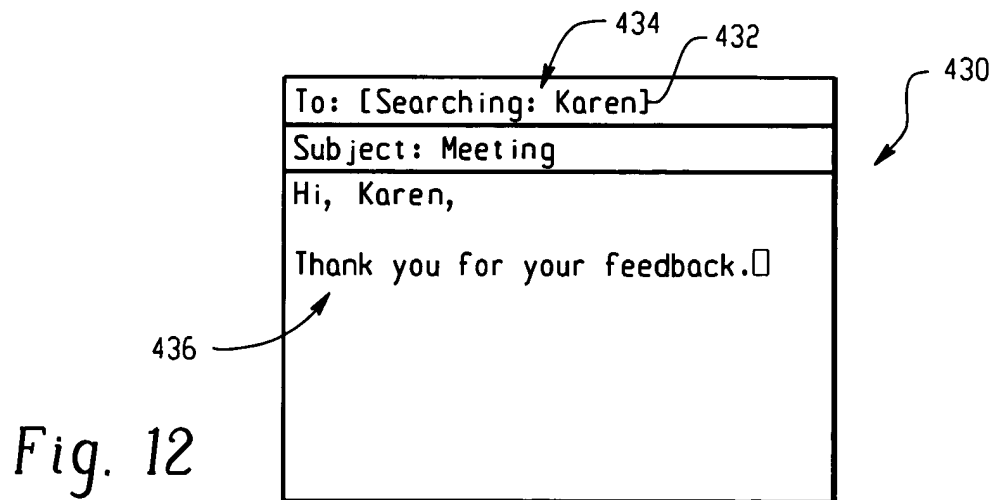 434
432
430
To: [Searching: Karen]
Subject: Meeting
Hi, Karen,
Thank you for your feedback.
436
Fig. 12